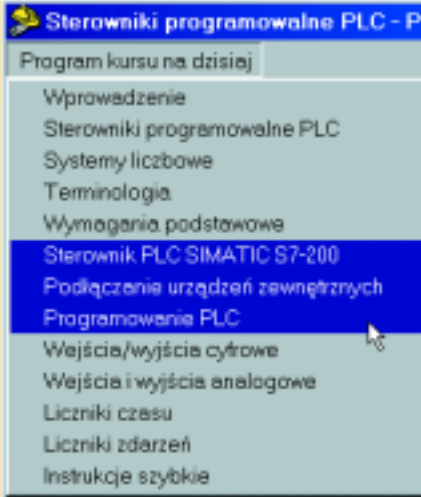 Sterowniki programowalne PLC - P
Program kursu na dzisiaj
Wprowadzenie
Sterowniki programowalne PLC
Systemy liczbowe
Terminologia
Wymagania podstawowe
Sterownik PLC SIMATIC S7-200
Podłączanie urządzeń zewnętrznych
Programowanie PLC
Wejścia/wyjścia cyfrowe
Wejścia i wyjścia analogowe
Liczniki czasu
Liczniki zdarzeń
Instrukcje szybkie